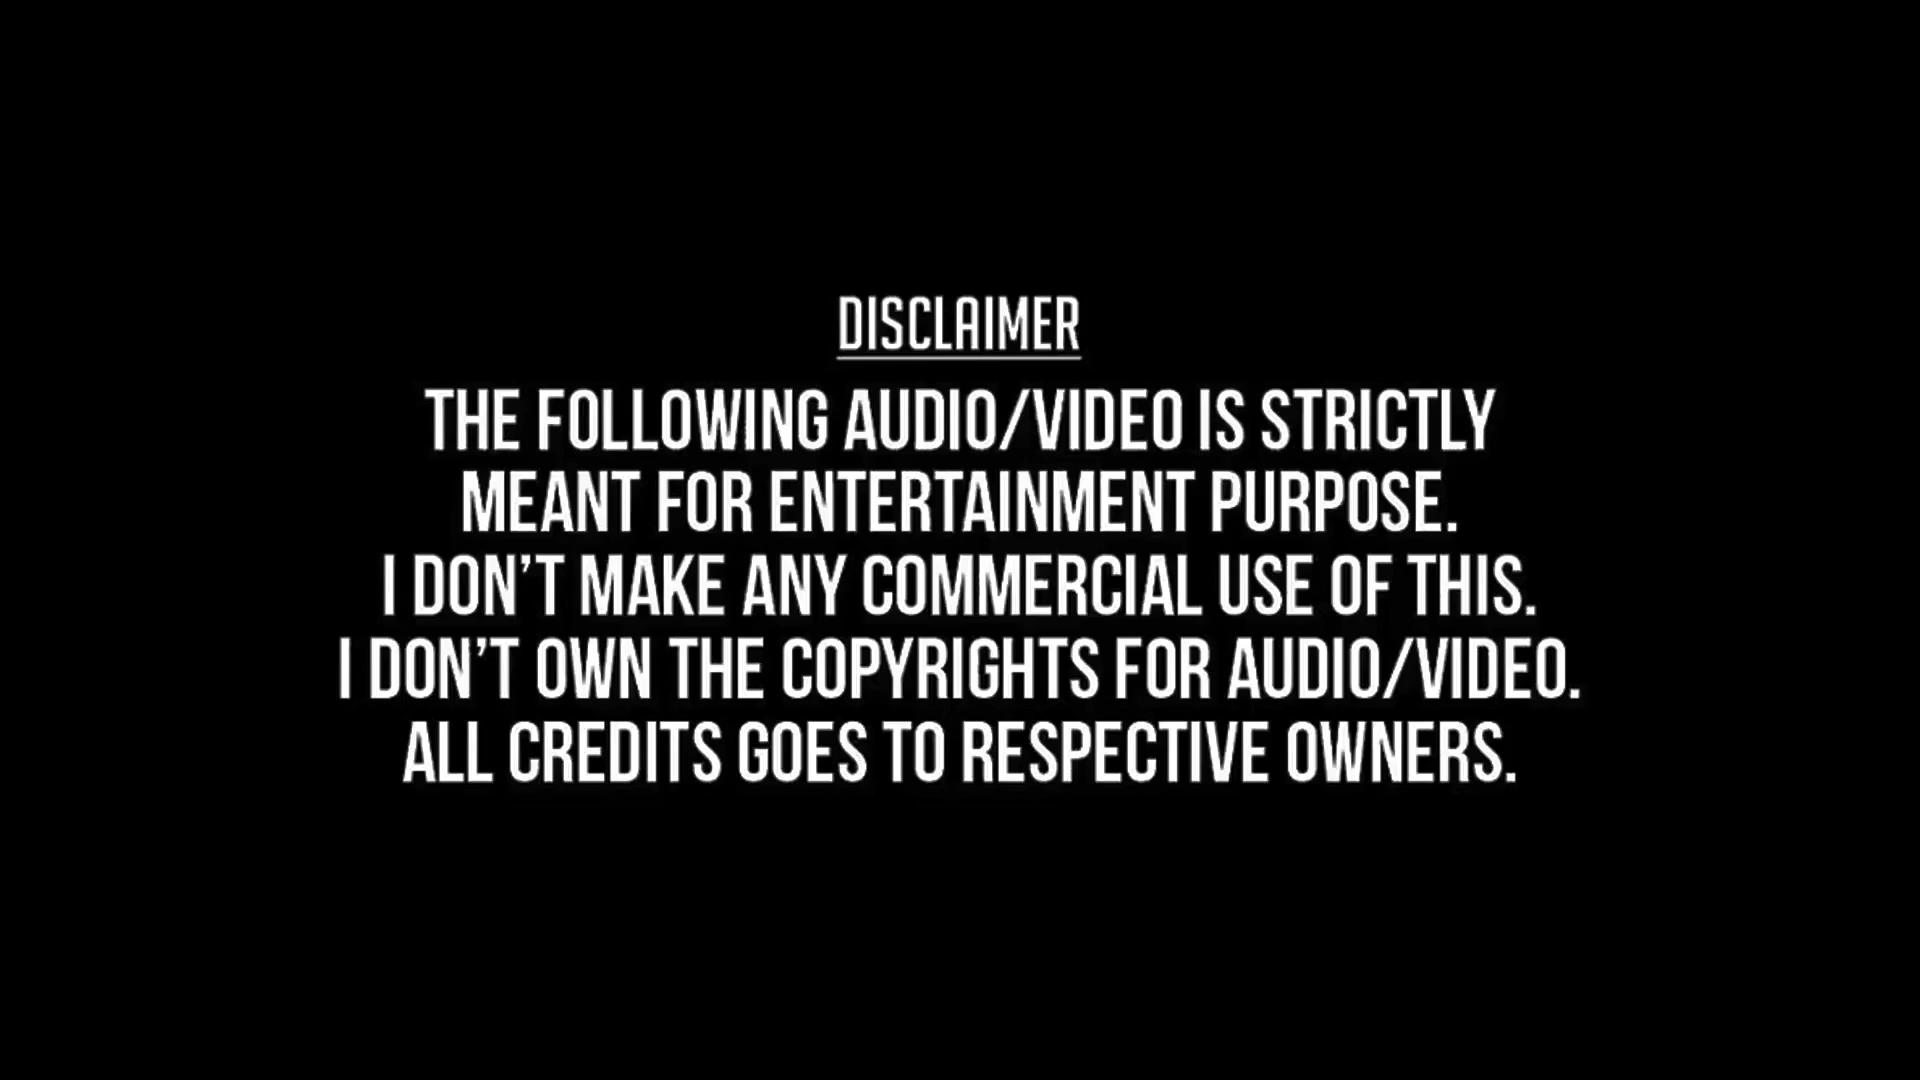 DISCLAIMER
THE FOLLOWING AUDIO/VIDEO IS STRICTLY
MEANT FOR ENTERTAINMENT PURPOSE.
I DON’T MAKE ANY COMMERCIAL USE OF THIS.
I DON’T OWN THE COPYRIGHTS FOR AUDIO/VIDEO.
ALL CREDITS GOES TO RESPECTIVE OWNERS.